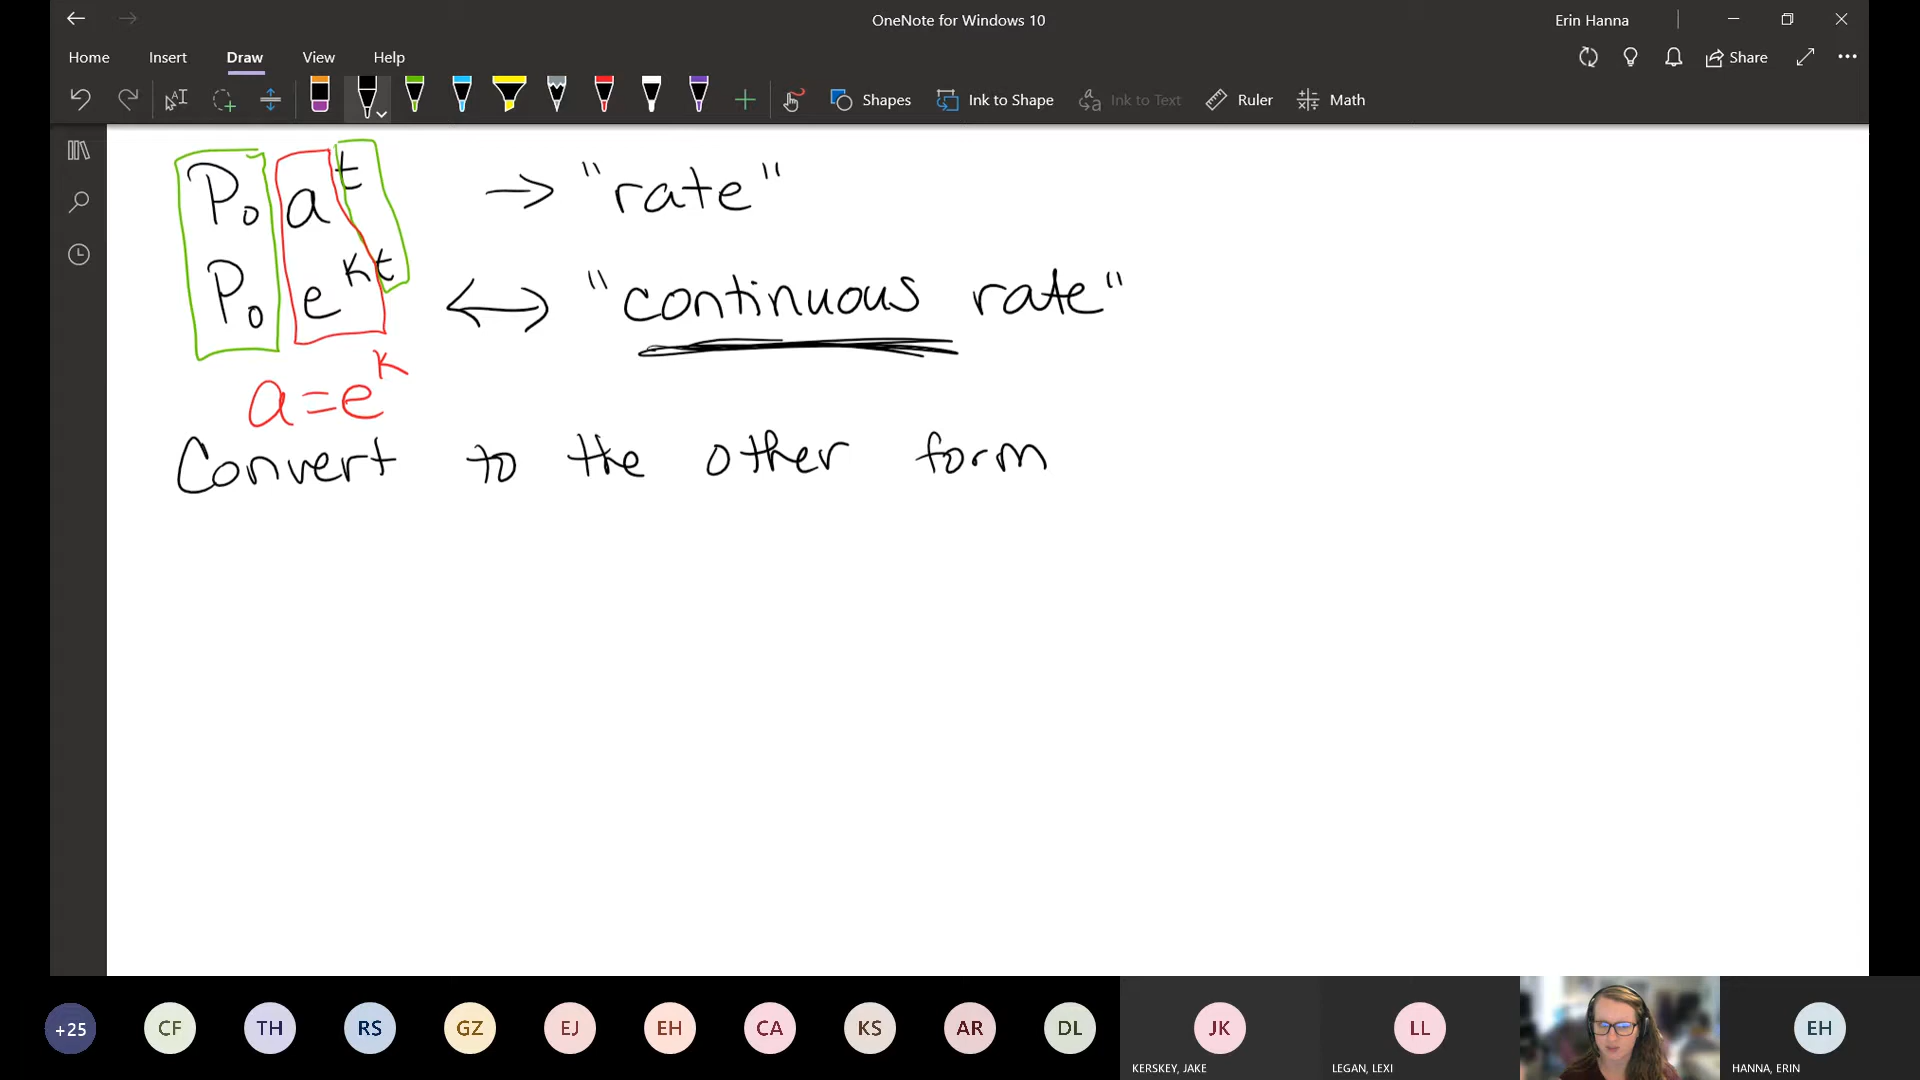 OneNote for Windows 10
Erin Hanna
Home Insert Draw View Help
Share
Shapes Ink to Shape Ink to Text Ruler Math
P₀ aᵗ → "rate"
P₀ e^kt ↔ "continuous rate"
a = e^k
Convert to the other form
+25 CF TH RS GZ EJ EH CA KS AR DL JK LL EH
KERSKEY, JAKE LEGAN, LEXI HANNA, ERIN